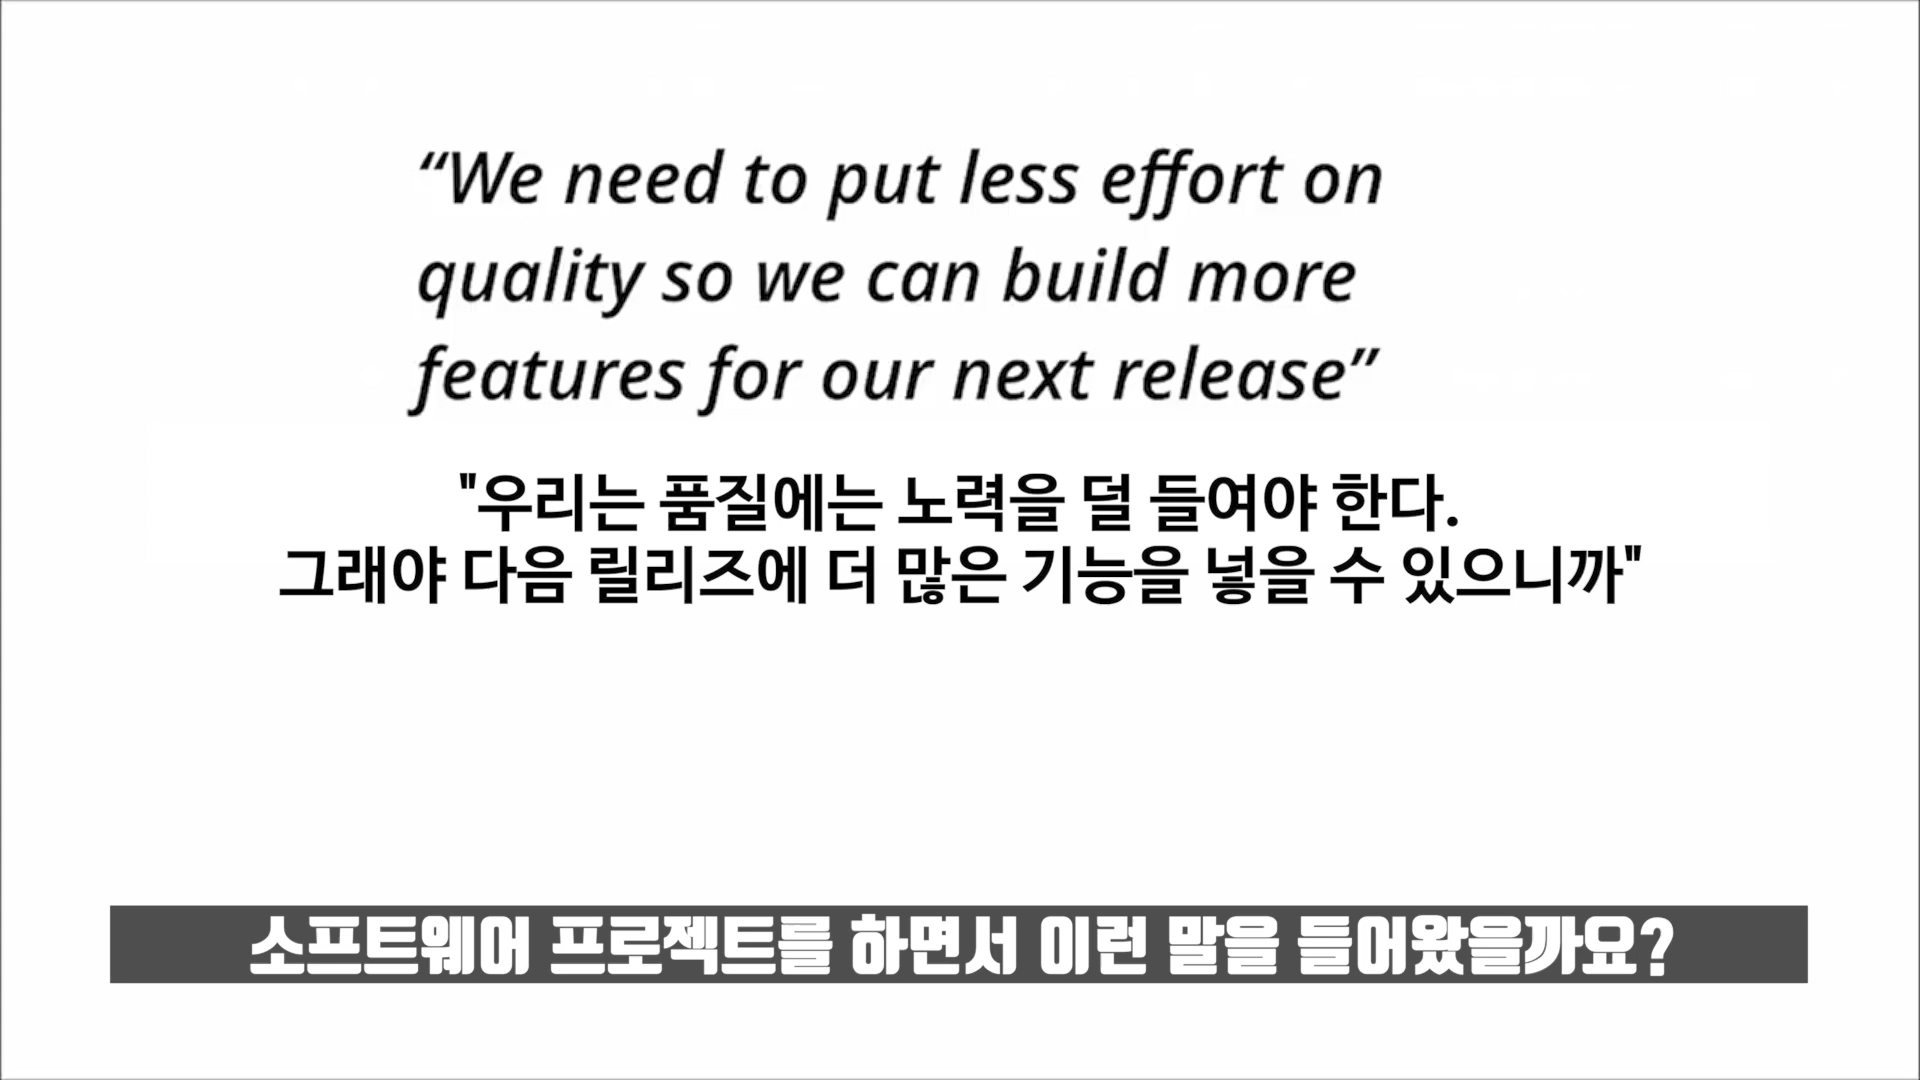 “We need to put less effort on
quality so we can build more
features for our next release”
"우리는 품질에는 노력을 덜 들여야 한다.
그래야 다음 릴리즈에 더 많은 기능을 넣을 수 있으니까"
소프트웨어 프로젝트를 하면서 이런 말을 들어왔을까요?